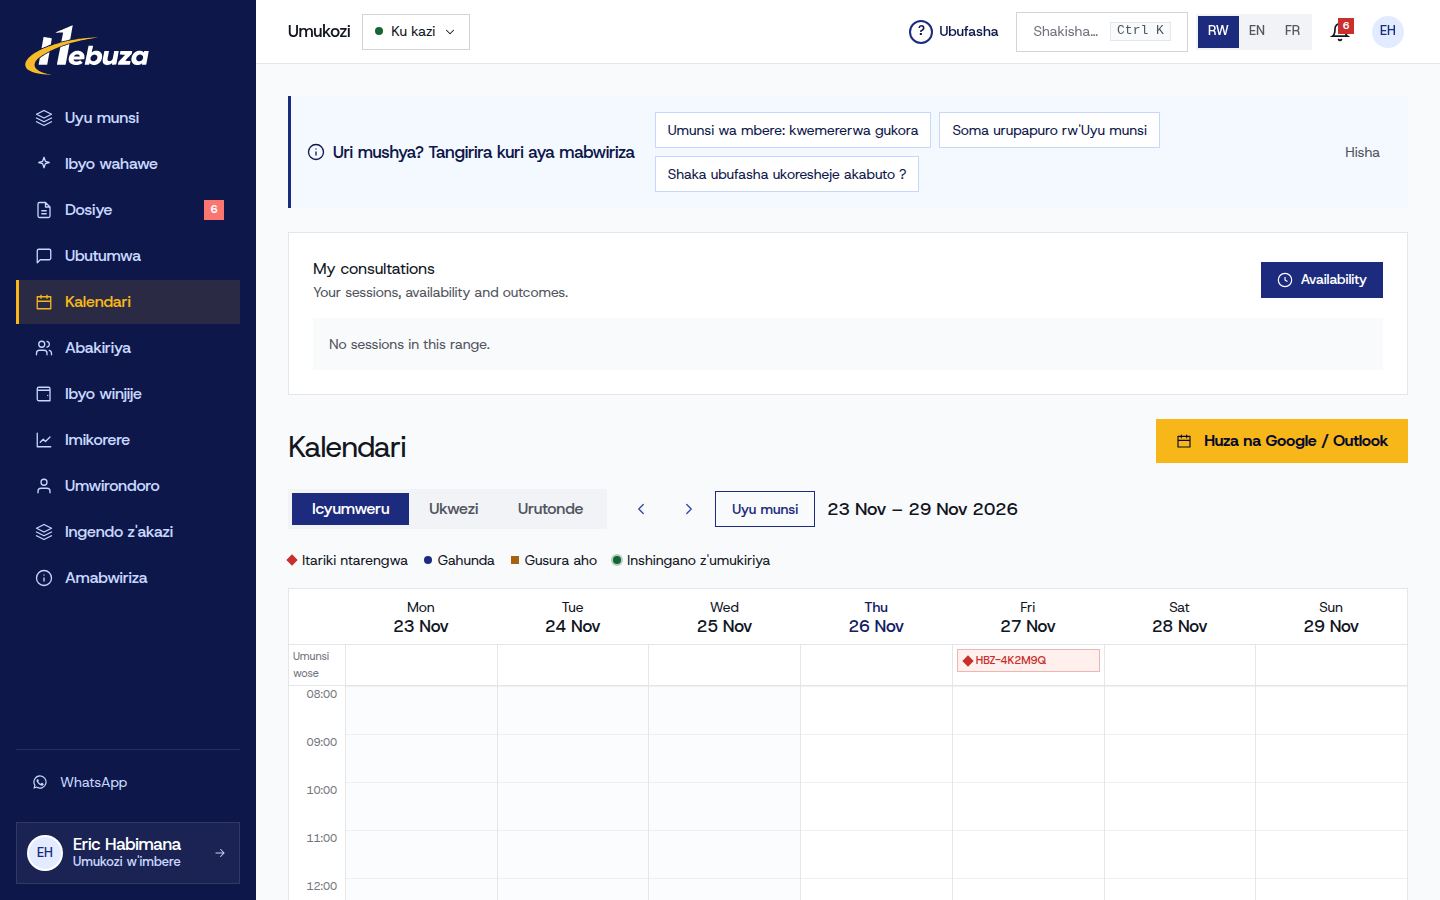 Hebuza
Uyu munsi
Ibyo wahawe
Dosiye 6
Ubutumwa
Kalendari
Abakiriya
Ibyo winjije
Imikorere
Umwirondoro
Ingendo z'akazi
Amabwiriza
WhatsApp
EH Eric Habimana
Umukozi w'imbere
Umukozi Ku kazi ? Ubufasha Shakisha... Ctrl K RW EN FR 6 EH
Uri mushya? Tangirira kuri aya mabwiriza
Umunsi wa mbere: kwemererwa gukora
Soma urupapuro rw'Uyu munsi
Shaka ubufasha ukoresheje akabuto ?
Hisha
My consultations
Your sessions, availability and outcomes.
Availability
No sessions in this range.
Kalendari
Huza na Google / Outlook
Icyumweru Ukwezi Urutonde Uyu munsi 23 Nov – 29 Nov 2026
Itariki ntarengwa Gahunda Gusura aho Inshingano z'umukiriya
Mon Tue Wed Thu Fri Sat Sun
23 Nov 24 Nov 25 Nov 26 Nov 27 Nov 28 Nov 29 Nov
Umunsi
wose
HBZ-4K2M9Q
08:00
09:00
10:00
11:00
12:00